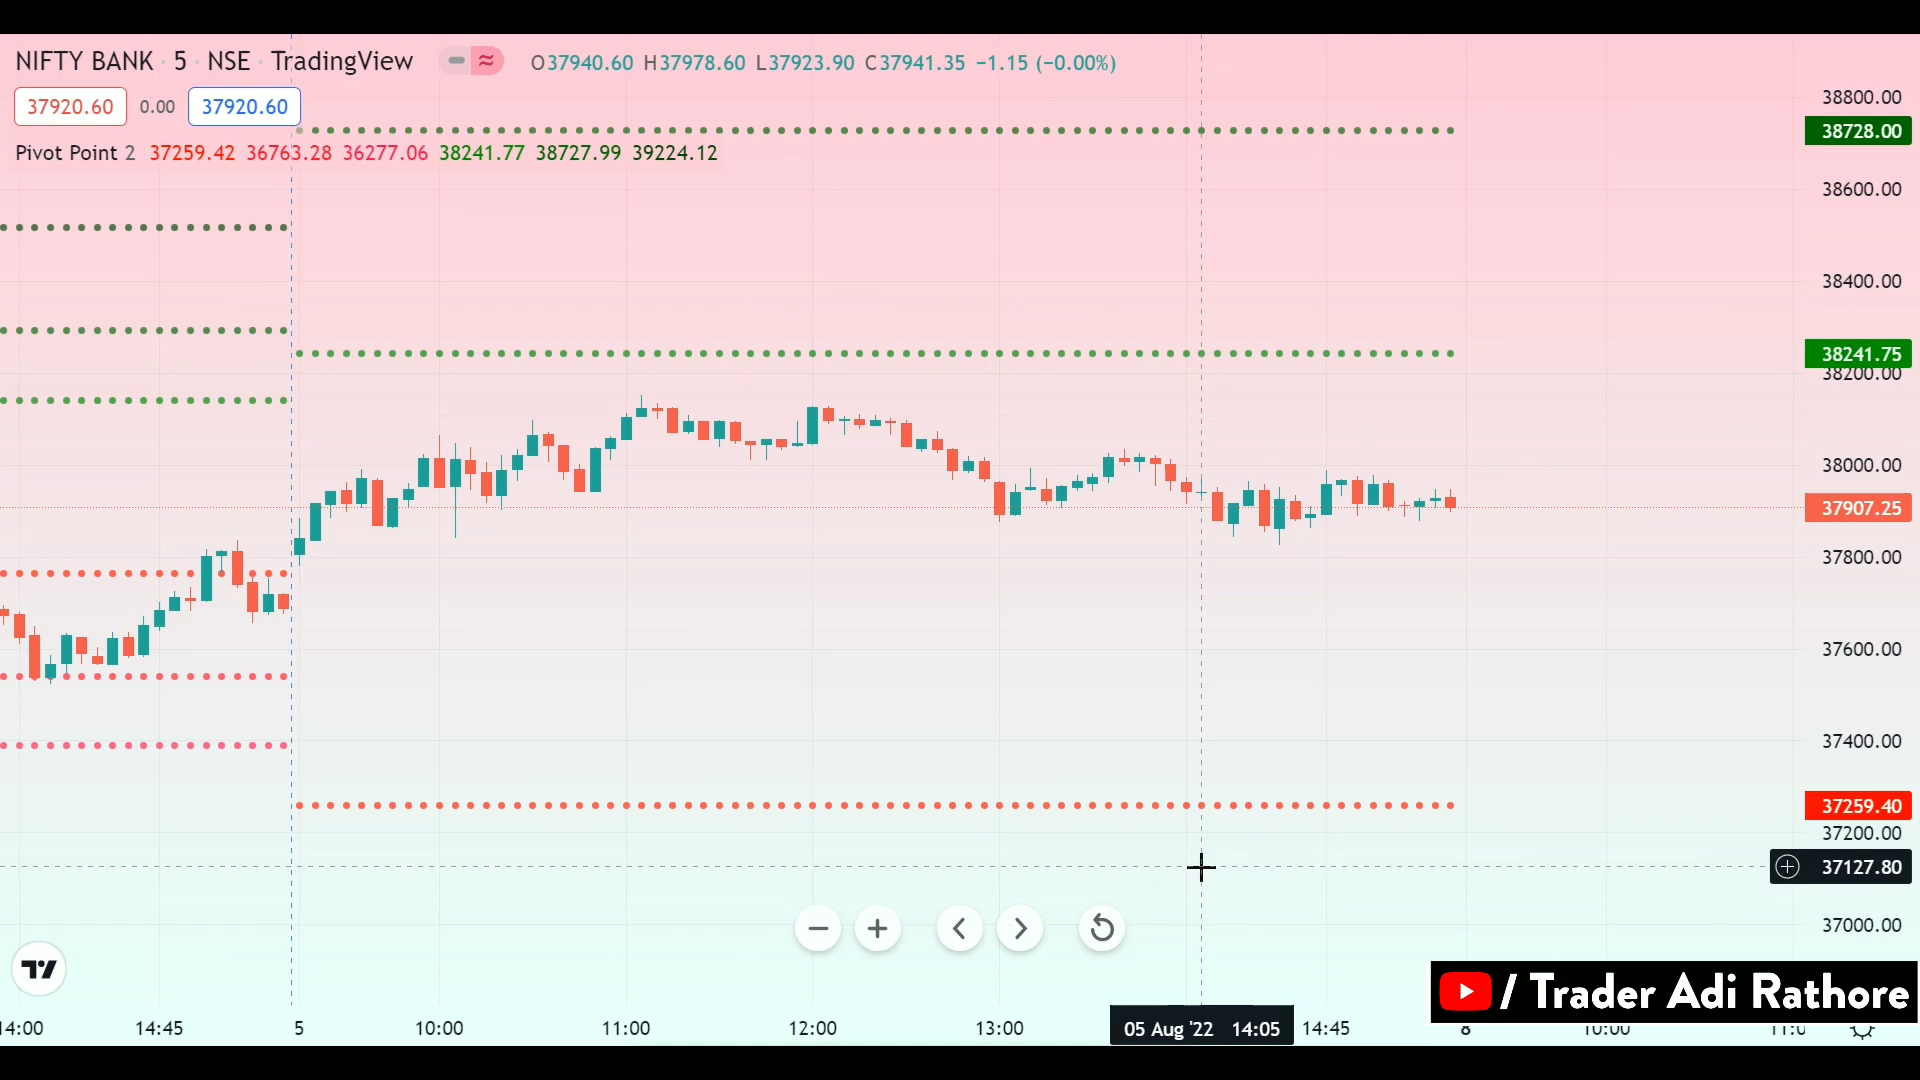 NIFTY BANK · 5 · NSE · TradingView
O37940.60 H37978.60 L37923.90 C37941.35 −1.15 (−0.00%)
37920.60 0.00 37920.60
Pivot Point 2 37259.42 36763.28 36277.06 38241.77 38727.99 39224.12
38800.00
38728.00
38600.00
38400.00
38241.75
38200.00
38000.00
37907.25
37800.00
37600.00
37400.00
37259.40
37200.00
37127.80
37000.00
/ Trader Adi Rathore
14:00 14:45 5 10:00 11:00 12:00 13:00 05 Aug '22 14:05 14:45 8 10:00